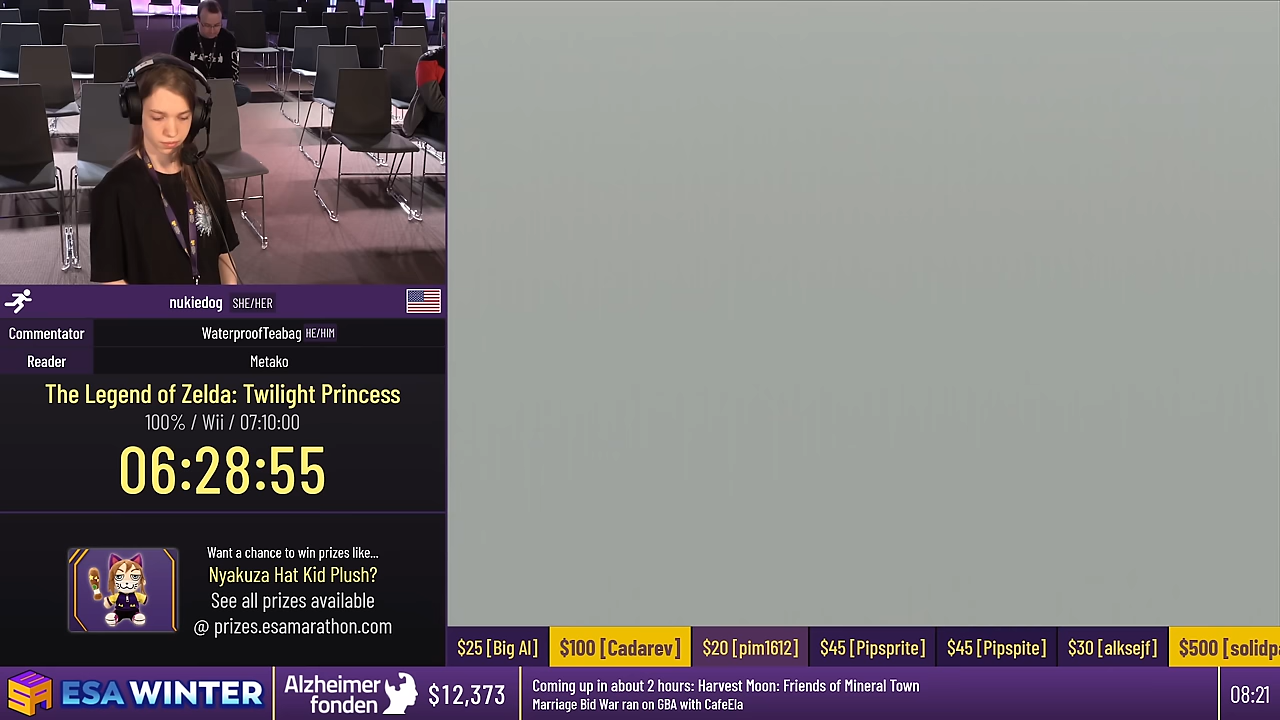 nukiedog SHE/HER
Commentator WaterproofTeabag HE/HIM
Reader Metako
The Legend of Zelda: Twilight Princess
100% / Wii / 07:10:00
06:28:55
Want a chance to win prizes like...
Nyakuza Hat Kid Plush?
See all prizes available
@ prizes.esamarathon.com
$25 [Big Al] $100 [Cadarev] $20 [pim1612] $45 [Pipsprite] $45 [Pipspite] $30 [alksejf] $500 [solidpa
ESA WINTER
Alzheimer
fonden
$12,373
Coming up in about 2 hours: Harvest Moon: Friends of Mineral Town
Marriage Bid War ran on GBA with CafeEla
08:21